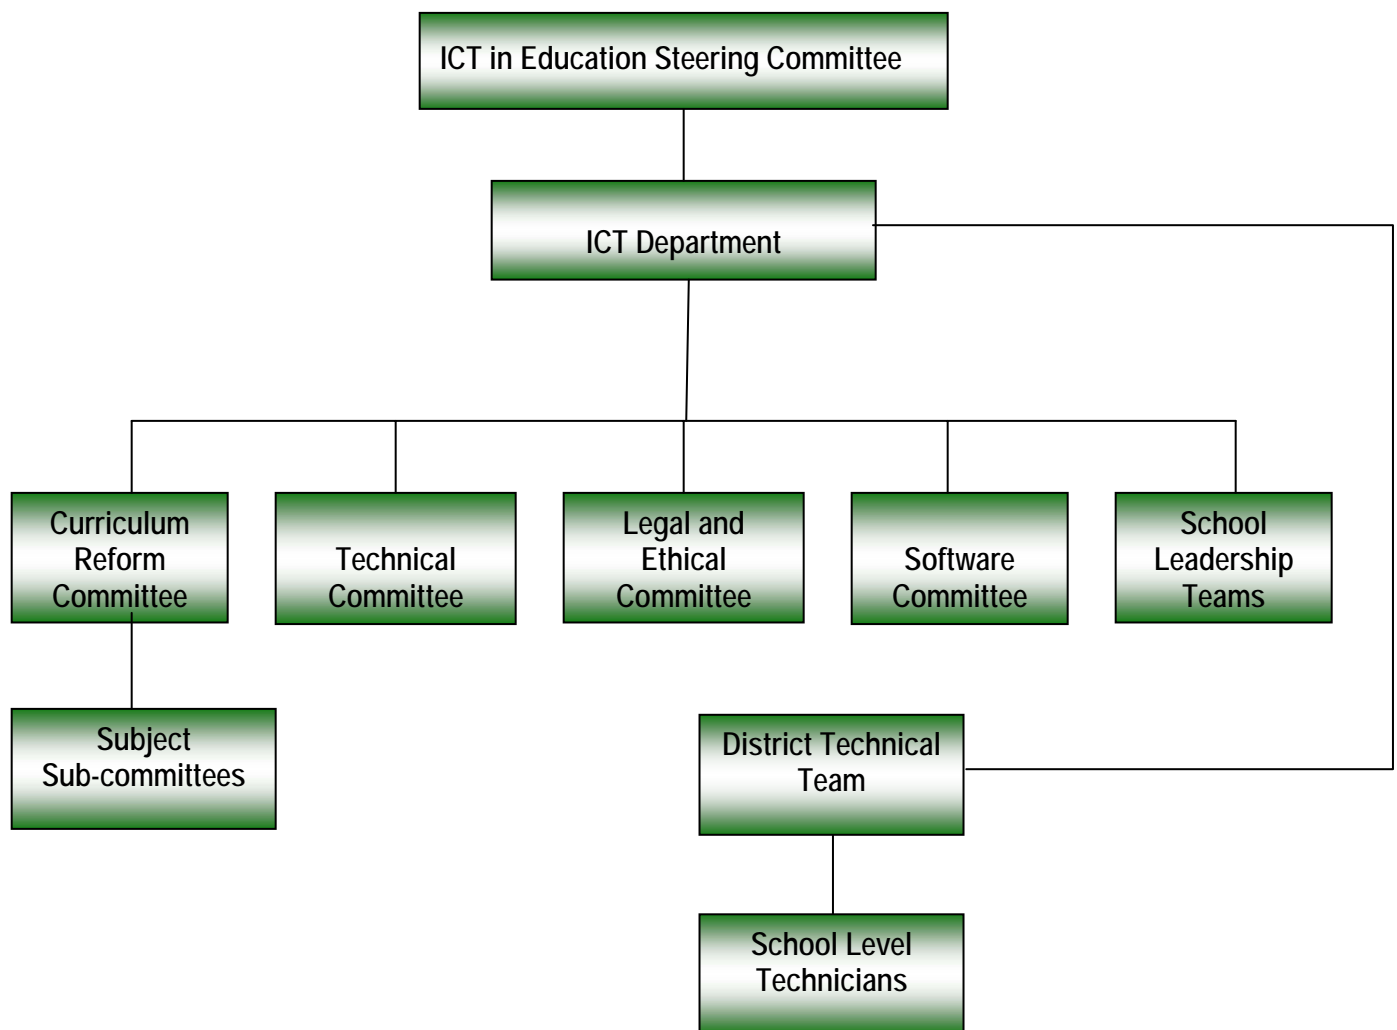 ICT in Education Steering Committee
ICT Department
Curriculum
Reform
Committee
Technical
Committee
Legal and
Ethical
Committee
Software
Committee
School
Leadership
Teams
Subject
Sub-committees
District Technical
Team
School Level
Technicians